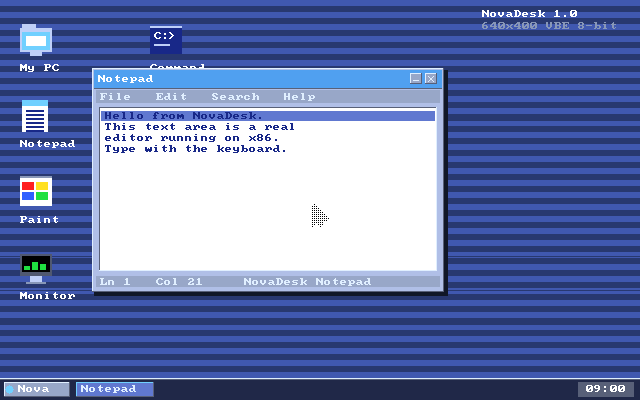 NovaDesk 1.0
640x400 VBE 8-bit
C:>
My PC
Command
Notepad
Paint
Monitor
Notepad
File Edit Search Help
Hello from NovaDesk.
This text area is a real
editor running on x86.
Type with the keyboard.
Ln 1 Col 21 NovaDesk Notepad
Nova Notepad 09:00